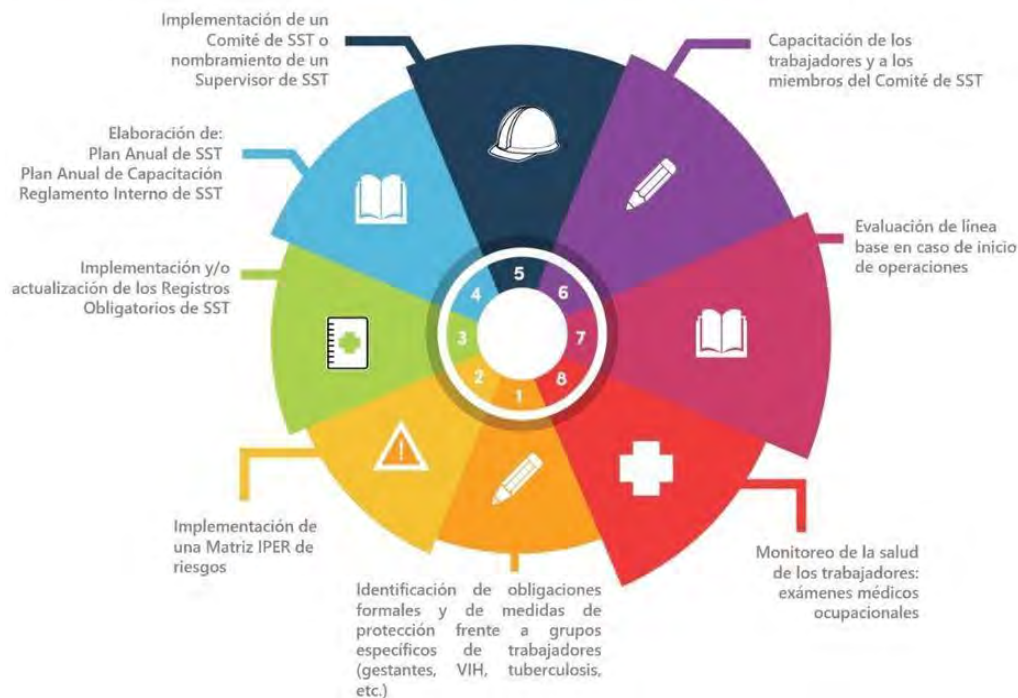 Implementación de un
Comité de SST o
nombramiento de un
Supervisor de SST
Capacitación de los
trabajadores y a los
miembros del Comité de SST
Elaboración de:
Plan Anual de SST
Plan Anual de Capacitación
Reglamento Interno de SST
Evaluación de línea
base en caso de inicio
de operaciones
Implementación y/o
actualización de los Registros
Obligatorios de SST
5
4
6
3
7
2
8
1
Implementación de
una Matriz IPER de
riesgos
Identificación de obligaciones
formales y de medidas de
protección frente a grupos
específicos de trabajadores
(gestantes, VIH, tuberculosis,
etc.)
Monitoreo de la salud
de los trabajadores:
exámenes médicos
ocupacionales